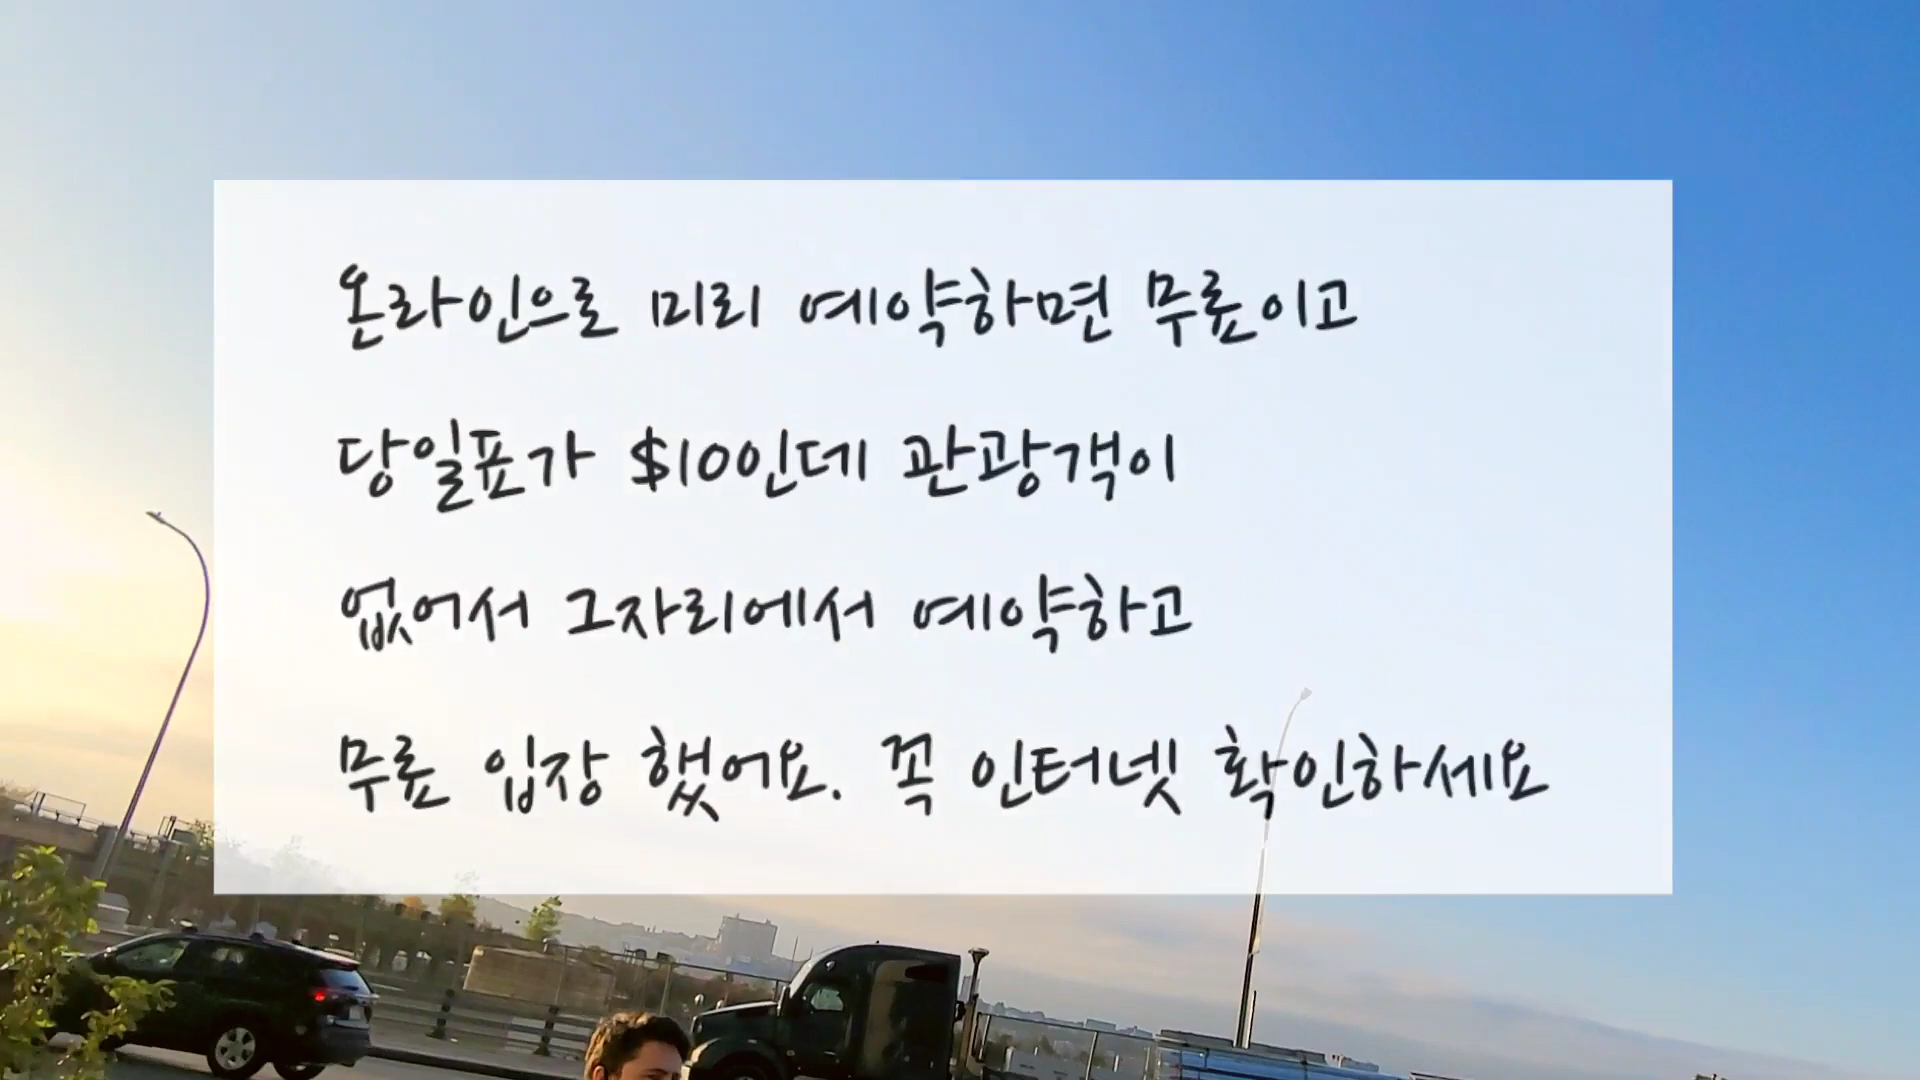 온라인으로 미리 예약하면 무료이고
당일표가 $10인데 관광객이
없어서 그자리에서 예약하고
무료 입장 했어요. 꼭 인터넷 확인하세요